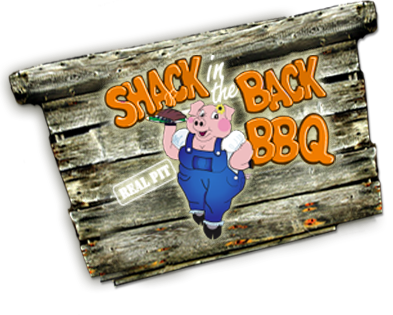 SHACK in the BACK
BBQ
REAL PIT